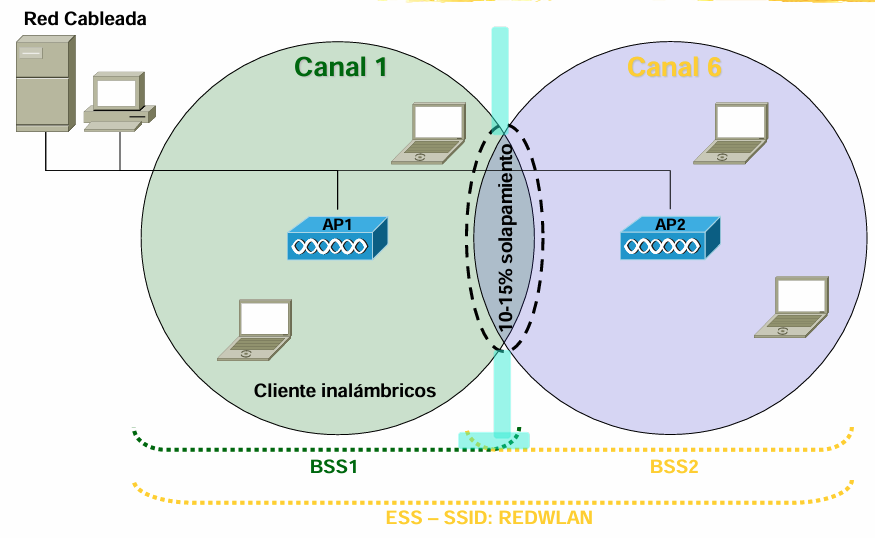 Red Cableada
Canal 1
Canal 6
10-15% solapamiento
AP1
AP2
Cliente inalámbricos
BSS1
BSS2
ESS – SSID: REDWLAN